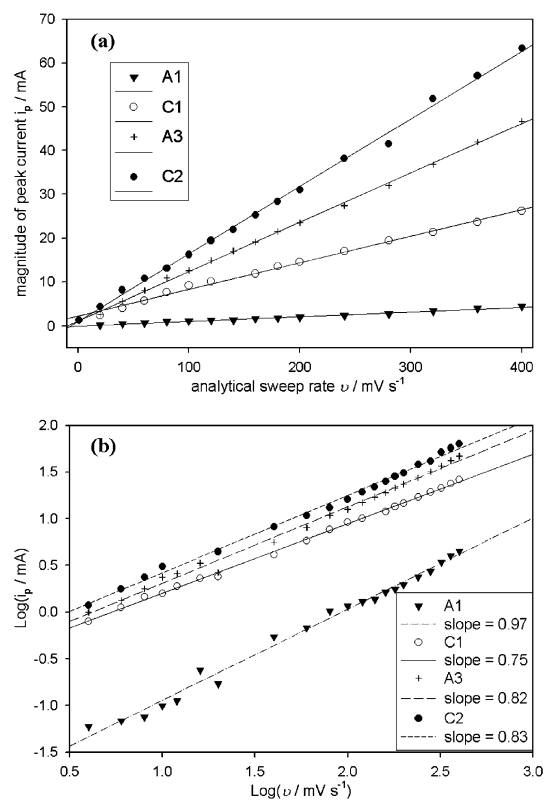 (a)
A1
C1
A3
C2
magnitude of peak current iₚ / mA
70
60
50
40
30
20
10
0
0 100 200 300 400
analytical sweep rate υ / mV s⁻¹
(b)
Log(iₚ / mA)
2.0
1.5
1.0
0.5
0.0
-0.5
-1.0
-1.5
A1
slope = 0.97
C1
slope = 0.75
A3
slope = 0.82
C2
slope = 0.83
0.5 1.0 1.5 2.0 2.5 3.0
Log(υ / mV s⁻¹)